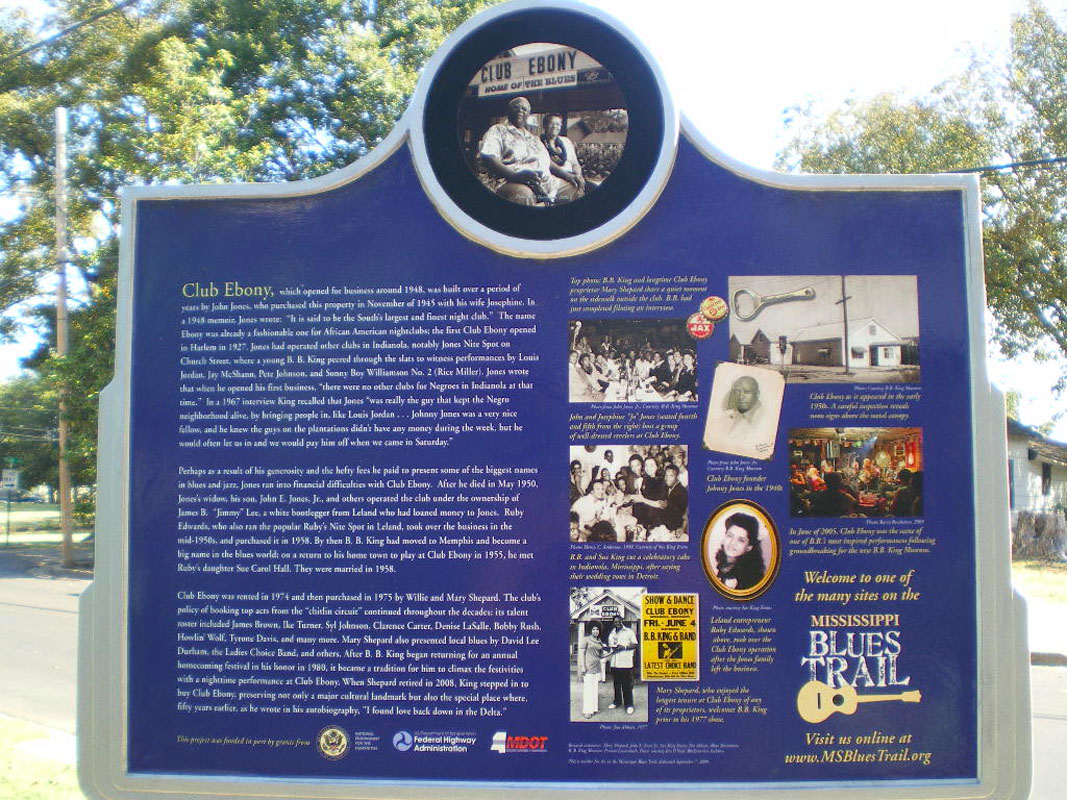 CLUB EBONY
HOME OF THE BLUES
Club Ebony, which opened for business around 1948, was built over a period of
years by John Jones, who purchased this property in November of 1945 with his wife Josephine. In
a 1948 memoir, Jones wrote: "It is said to be the South's largest and finest night club." The name
Ebony was already a fashionable one for African American nightclubs; the first Club Ebony opened
in Harlem in 1927. Jones had operated other clubs in Indianola, notably Jones Nite Spot on
Church Street, where a young B. B. King peered through the slats to witness performances by Louis
Jordan, Jay McShann, Pete Johnson, and Sonny Boy Williamson No. 2 (Rice Miller). Jones wrote
that when he opened his first business, "there were no other clubs for Negroes in Indianola at that
time." In a 1967 interview King recalled that Jones "was really the guy that kept the Negro
neighborhood alive, by bringing people in, like Louis Jordan . . . Johnny Jones was a very nice
fellow, and he knew the guys on the plantations didn't have any money during the week, but he
would often let us in and we would pay him off when we came in Saturday."
Perhaps as a result of his generosity and the hefty fees he paid to present some of the biggest names
in blues and jazz, Jones ran into financial difficulties with Club Ebony. After he died in May 1950,
Jones's widow, his son, John E. Jones, Jr., and others operated the club under the ownership of
James B. "Jimmy" Lee, a white bootlegger from Leland who had loaned money to Jones. Ruby
Edwards, who also ran the popular Ruby's Nite Spot in Leland, took over the business in the
mid-1950s, and purchased it in 1958. By then B. B. King had moved to Memphis and become a
big name in the blues world; on a return to his home town to play at Club Ebony in 1955, he met
Ruby's daughter Sue Carol Hall. They were married in 1958.
Club Ebony was rented in 1974 and then purchased in 1975 by Willie and Mary Shepard. The club's
policy of booking top acts from the "chitlin circuit" continued throughout the decades; its talent
roster included James Brown, Ike Turner, Syl Johnson, Clarence Carter, Denise LaSalle, Bobby Rush,
Howlin' Wolf, Tyrone Davis, and many more. Mary Shepard also presented local blues by David Lee
Durham, the Ladies Choice Band, and others. After B. B. King began returning for an annual
homecoming festival in his honor in 1980, it became a tradition for him to climax the festivities
with a nighttime performance at Club Ebony. When Shepard retired in 2008, King stepped in to
buy Club Ebony, preserving not only a major cultural landmark but also the special place where,
fifty years earlier, as he wrote in his autobiography, "I found love back down in the Delta."
This project was funded in part by grants from
NATIONAL
ENDOWMENT
FOR THE
HUMANITIES
Federal Highway
Administration
MDOT
Top photo: B.B. King and longtime Club Ebony
proprietor Mary Shepard share a quiet moment
on the sidewalk outside the club. B.B. had
just completed filming an interview.
JAX
Photo from John Jones, Jr., Courtesy B.B. King Museum
John and Josephine "Jo" Jones (seated fourth
and fifth from the right) host a group
of well-dressed revelers at Club Ebony.
B.B. and Sue King cut a celebratory cake
in Indianola, Mississippi, after saying
their wedding vows in Detroit.
CLUB
SHOW & DANCE
CLUB EBONY
FRI.-JUNE 4
B.B. KING & BAND
LATEST CHOKE BAND
Mary Shepard, who enjoyed the
longest tenure at Club Ebony of any
of its proprietors, welcomes B.B. King
prior to his 1977 show.
Photo from John Jones, Jr.,
Courtesy B.B. King Museum
Club Ebony founder
Johnny Jones in the 1940s
Photo courtesy Sue King Evans
Leland entrepreneur
Ruby Edwards, shown
above, took over the
Club Ebony operation
after the Jones family
left the business.
Photo: Courtesy B.B. King Museum
Club Ebony as it appeared in the early
1950s. A careful inspection reveals
neon signs above the metal canopy.
In June of 2005, Club Ebony was the scene of
one of B.B.'s most inspired performances following
groundbreaking for the new B.B. King Museum.
Welcome to one of
the many sites on the
MISSISSIPPI
BLUES
TRAIL
Visit us online at
www.MSBluesTrail.org